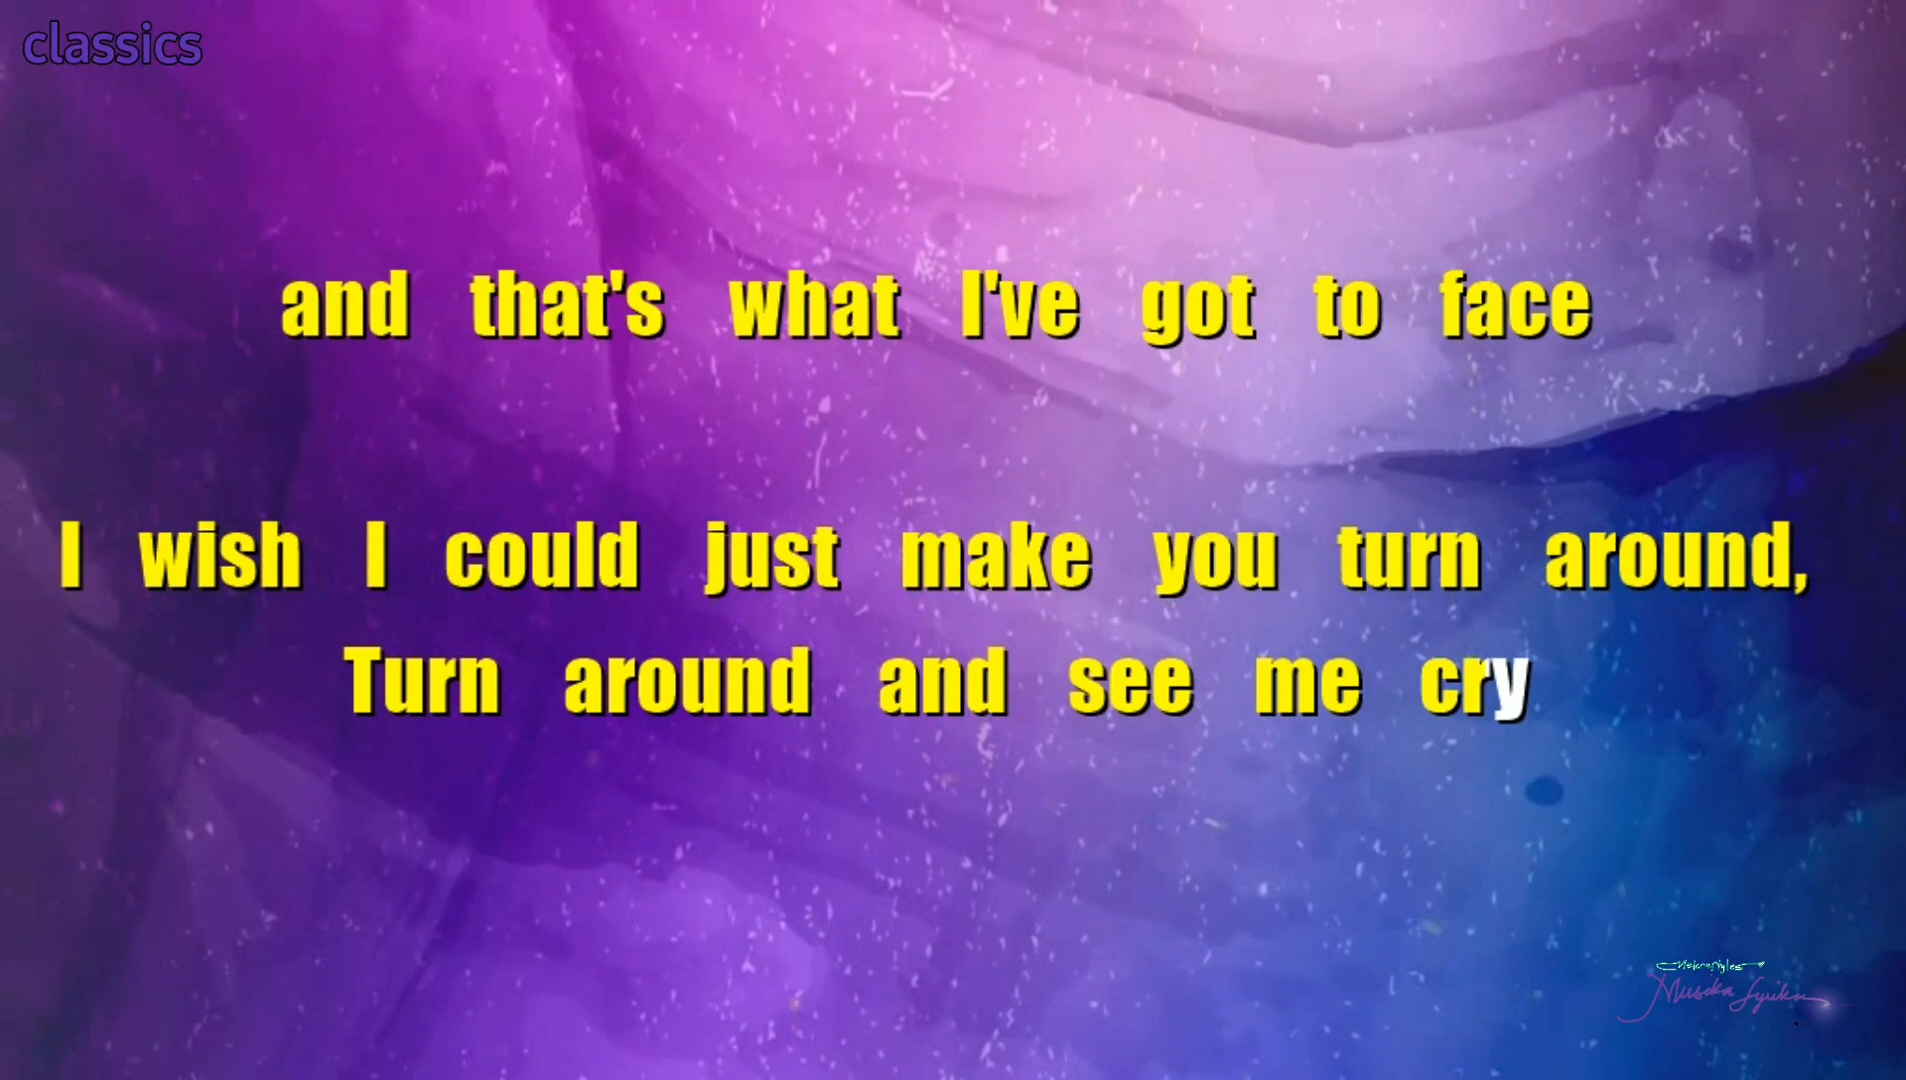 classics
and that's what I've got to face
I wish I could just make you turn around,
Turn around and see me cry